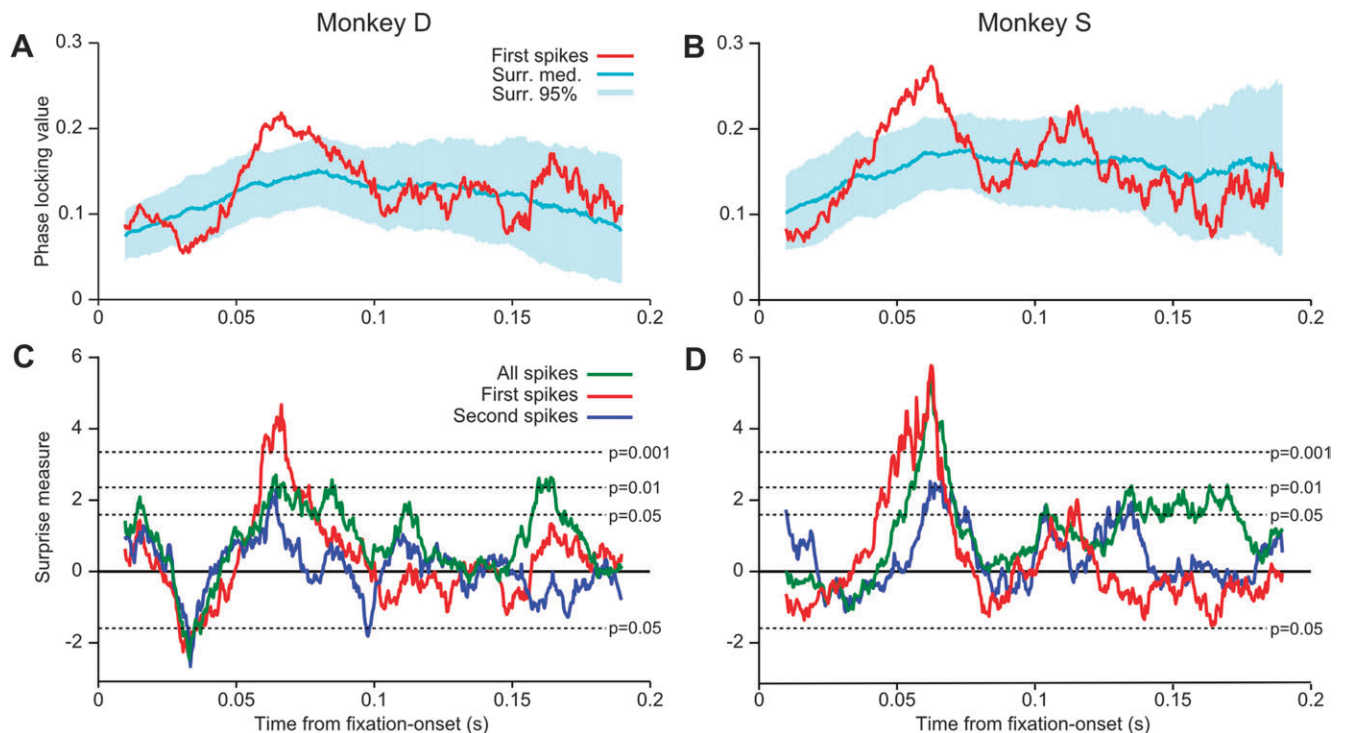 Monkey D
Monkey S
A
0.3
0.2
0.1
0
Phase locking value
First spikes
Surr. med.
Surr. 95%
0
0.05
0.1
0.15
0.2
B
0.3
0.2
0.1
0
0
0.05
0.1
0.15
0.2
C
6
4
2
0
-2
Surprise measure
All spikes
First spikes
Second spikes
p=0.001
p=0.01
p=0.05
p=0.05
0
0.05
0.1
0.15
0.2
Time from fixation-onset (s)
D
6
4
2
0
-2
p=0.001
p=0.01
p=0.05
p=0.05
0
0.05
0.1
0.15
0.2
Time from fixation-onset (s)